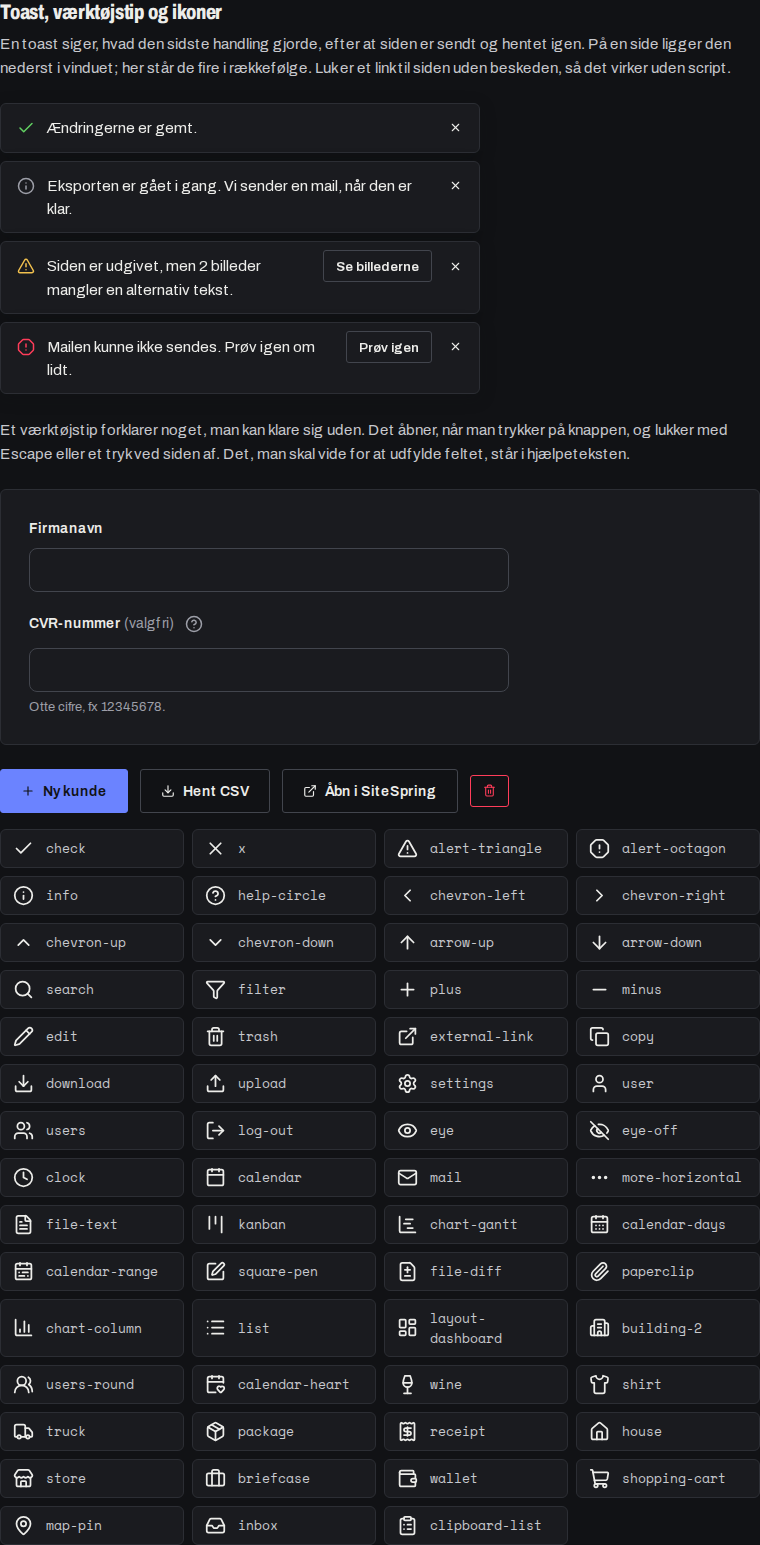 Toast, værktøjstip og ikoner
En toast siger, hvad den sidste handling gjorde, efter at siden er sendt og hentet igen. På en side ligger den
nederst i vinduet; her står de fire i rækkefølge. Luk er et link til siden uden beskeden, så det virker uden script.
Ændringerne er gemt.
Eksporten er gået i gang. Vi sender en mail, når den er
klar.
Siden er udgivet, men 2 billeder
mangler en alternativ tekst.
Se billederne
Mailen kunne ikke sendes. Prøv igen om
lidt.
Prøv igen
Et værktøjstip forklarer noget, man kan klare sig uden. Det åbner, når man trykker på knappen, og lukker med
Escape eller et tryk ved siden af. Det, man skal vide for at udfylde feltet, står i hjælpeteksten.
Firmanavn
CVR-nummer (valgfri)
Otte cifre, fx 12345678.
Ny kunde Hent CSV Åbn i SiteSpring
check x alert-triangle alert-octagon
info help-circle chevron-left chevron-right
chevron-up chevron-down arrow-up arrow-down
search filter plus minus
edit trash external-link copy
download upload settings user
users log-out eye eye-off
clock calendar mail more-horizontal
file-text kanban chart-gantt calendar-days
calendar-range square-pen file-diff paperclip
chart-column list layout-dashboard building-2
users-round calendar-heart wine shirt
truck package receipt house
store briefcase wallet shopping-cart
map-pin inbox clipboard-list